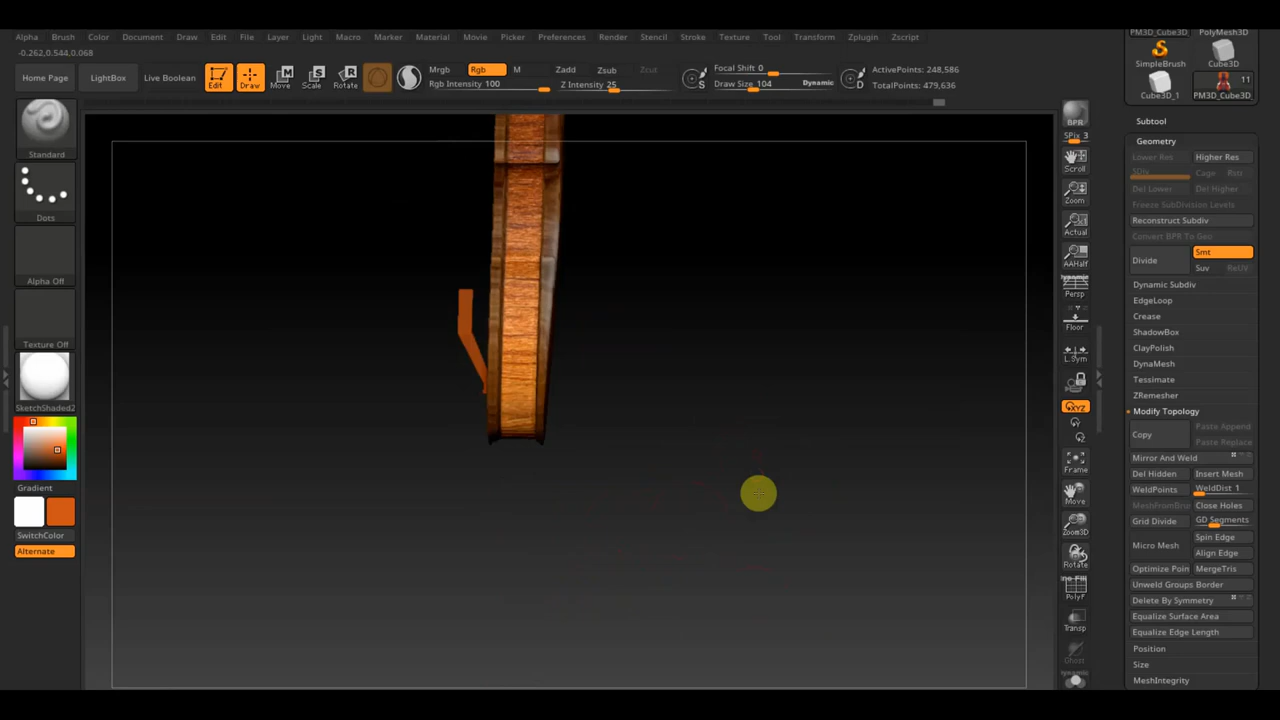 Alpha Brush Color Document Draw Edit File Layer Light Macro Marker Material Movie Picker Preferences Render Stencil Stroke Texture Tool Transform Zplugin Zscript
-0.262,0.544,0.068
Home Page LightBox Live Boolean Edit Draw Move Scale Rotate
Mrgb Rgb M Zadd Zsub Zcut
Rgb Intensity 100 Z Intensity 25
Focal Shift 0
Draw Size 104 Dynamic
ActivePoints: 248,586
TotalPoints: 479,636
Standard
Dots
Alpha Off
Texture Off
SketchShaded2
Gradient
SwitchColor
Alternate
BPR
SPix 3
Scroll
Zoom
Actual
AAHalf
Dynamic
Persp
Floor
L.Sym
XYZ
Frame
Move
Zoom3D
Rotate
PolyF
Transp
Ghost
Dynamic
PM3D_Cube3D PolyMesh3D
SimpleBrush Cube3D
11
Cube3D_1 PM3D_Cube3D_
Subtool
Geometry
Lower Res Higher Res
SDiv Cage Rstr
Del Lower Del Higher
Freeze SubDivision Levels
Reconstruct Subdiv
Convert BPR To Geo
Divide Smt
Suv ReUV
Dynamic Subdiv
EdgeLoop
Crease
ShadowBox
ClayPolish
DynaMesh
Tessimate
ZRemesher
Modify Topology
Copy Paste Append
Paste Replace
Mirror And Weld
Del Hidden Insert Mesh
WeldPoints WeldDist 1
MeshFromBru Close Holes
Grid Divide GD Segments
Micro Mesh Spin Edge
Align Edge
Optimize Poin MergeTris
Unweld Groups Border
Delete By Symmetry
Equalize Surface Area
Equalize Edge Length
Position
Size
MeshIntegrity